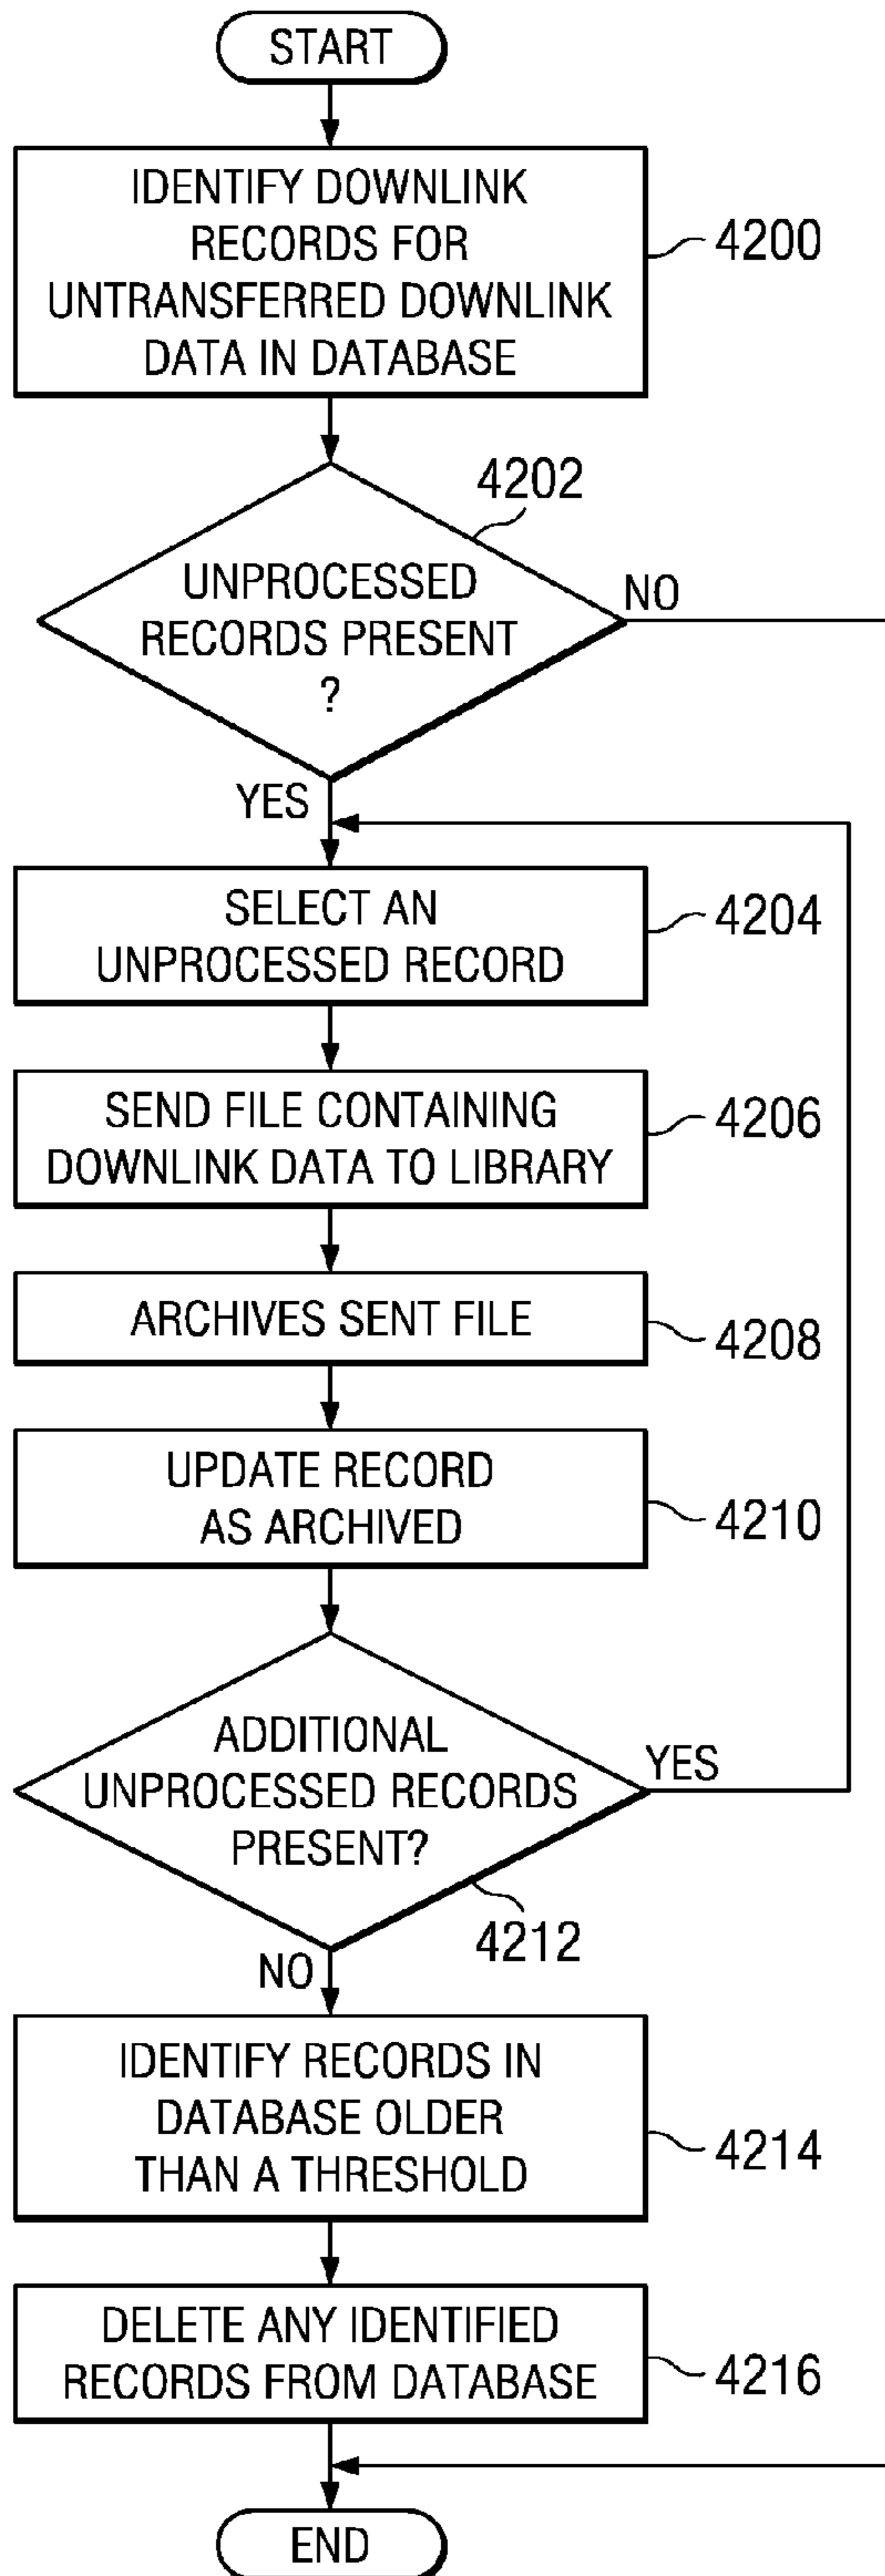 START
IDENTIFY DOWNLINK
RECORDS FOR
UNTRANSFERRED DOWNLINK
DATA IN DATABASE
4200
4202
UNPROCESSED
RECORDS PRESENT
?
NO
YES
SELECT AN
UNPROCESSED RECORD
4204
SEND FILE CONTAINING
DOWNLINK DATA TO LIBRARY
4206
ARCHIVES SENT FILE
4208
UPDATE RECORD
AS ARCHIVED
4210
ADDITIONAL
UNPROCESSED RECORDS
PRESENT?
YES
4212
NO
IDENTIFY RECORDS IN
DATABASE OLDER
THAN A THRESHOLD
4214
DELETE ANY IDENTIFIED
RECORDS FROM DATABASE
4216
END